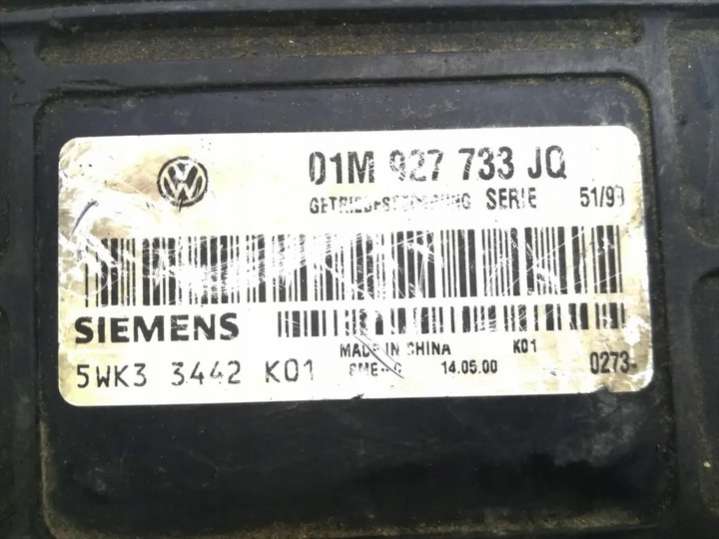 01M 927 733 JQ
GETRIEBESTEUERUNG SERIE 51/99
SIEMENS
MADE IN CHINA K01
5WK3 3442 K01
14.05.00 0273-